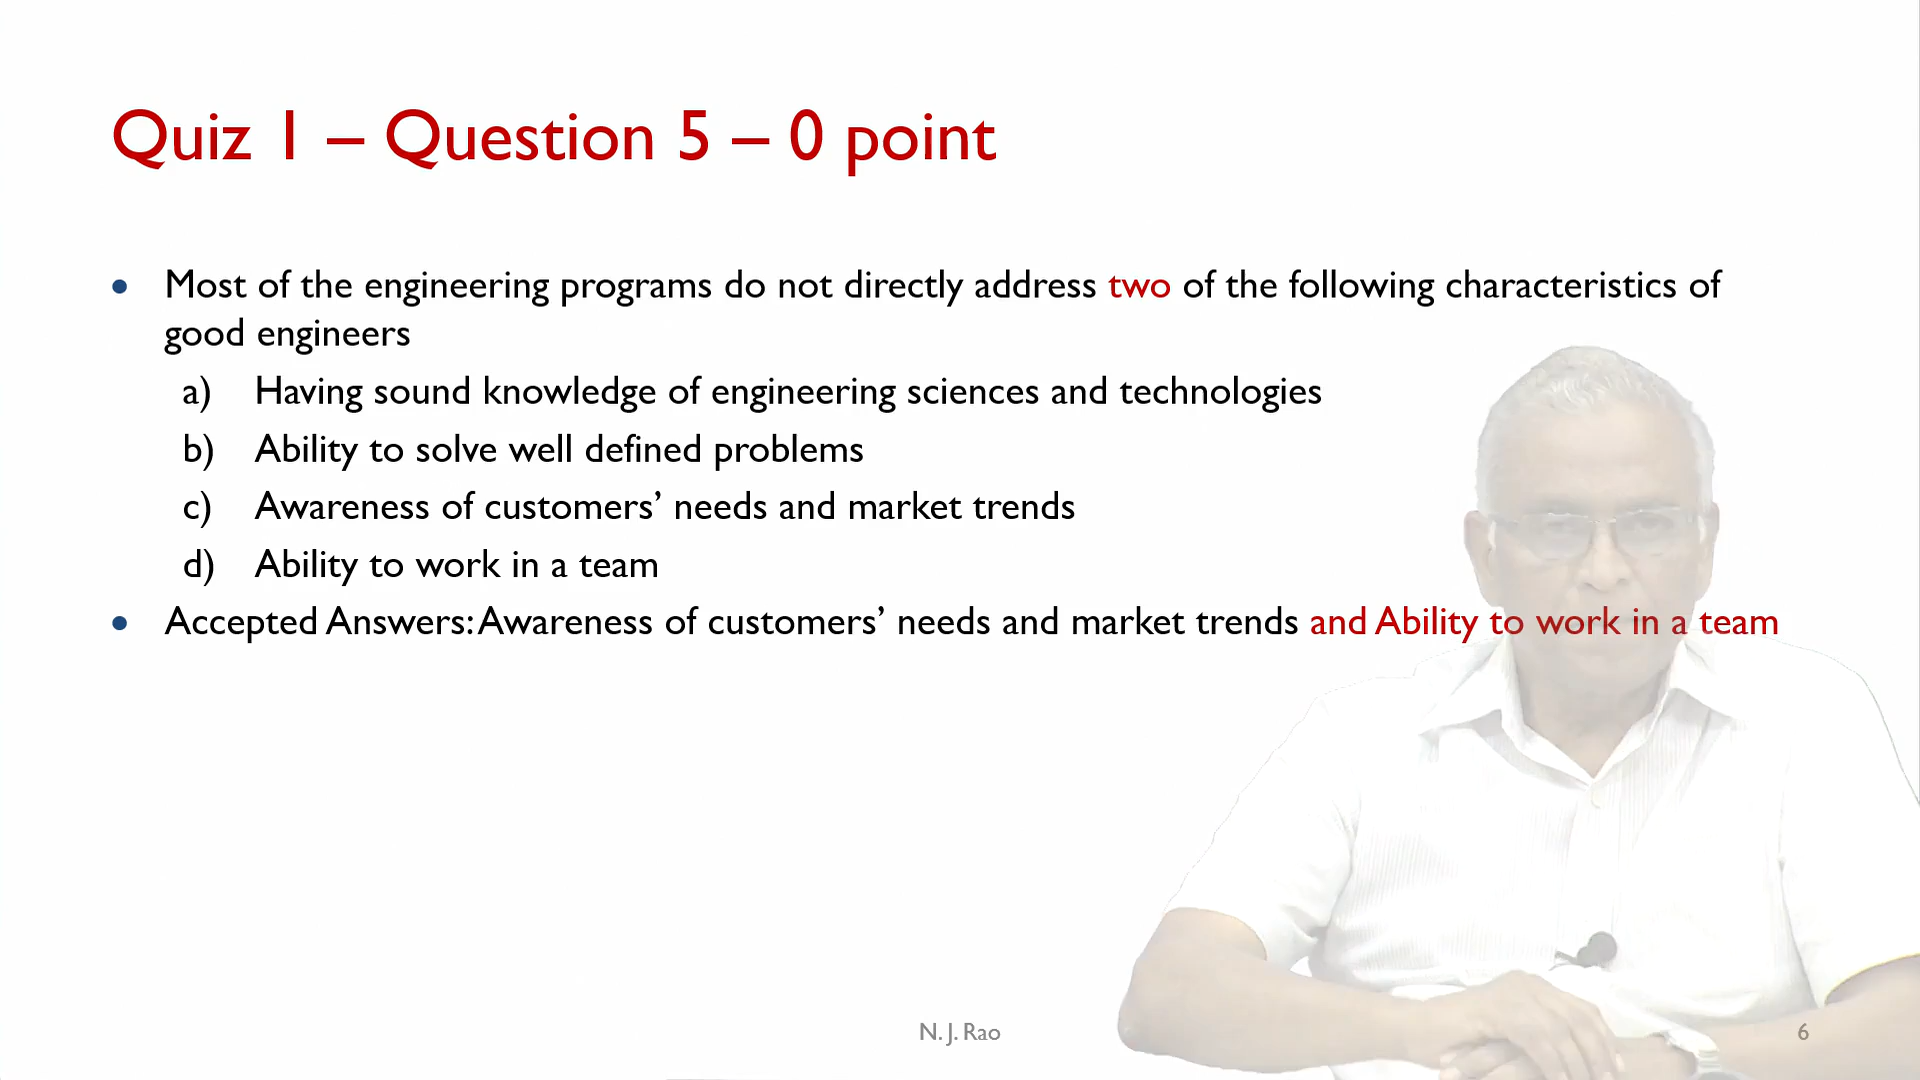 Quiz 1 – Question 5 – 0 point
• Most of the engineering programs do not directly address two of the following characteristics of
good engineers
a) Having sound knowledge of engineering sciences and technologies
b) Ability to solve well defined problems
c) Awareness of customers’ needs and market trends
d) Ability to work in a team
• Accepted Answers: Awareness of customers’ needs and market trends and Ability to work in a team
N. J. Rao
6